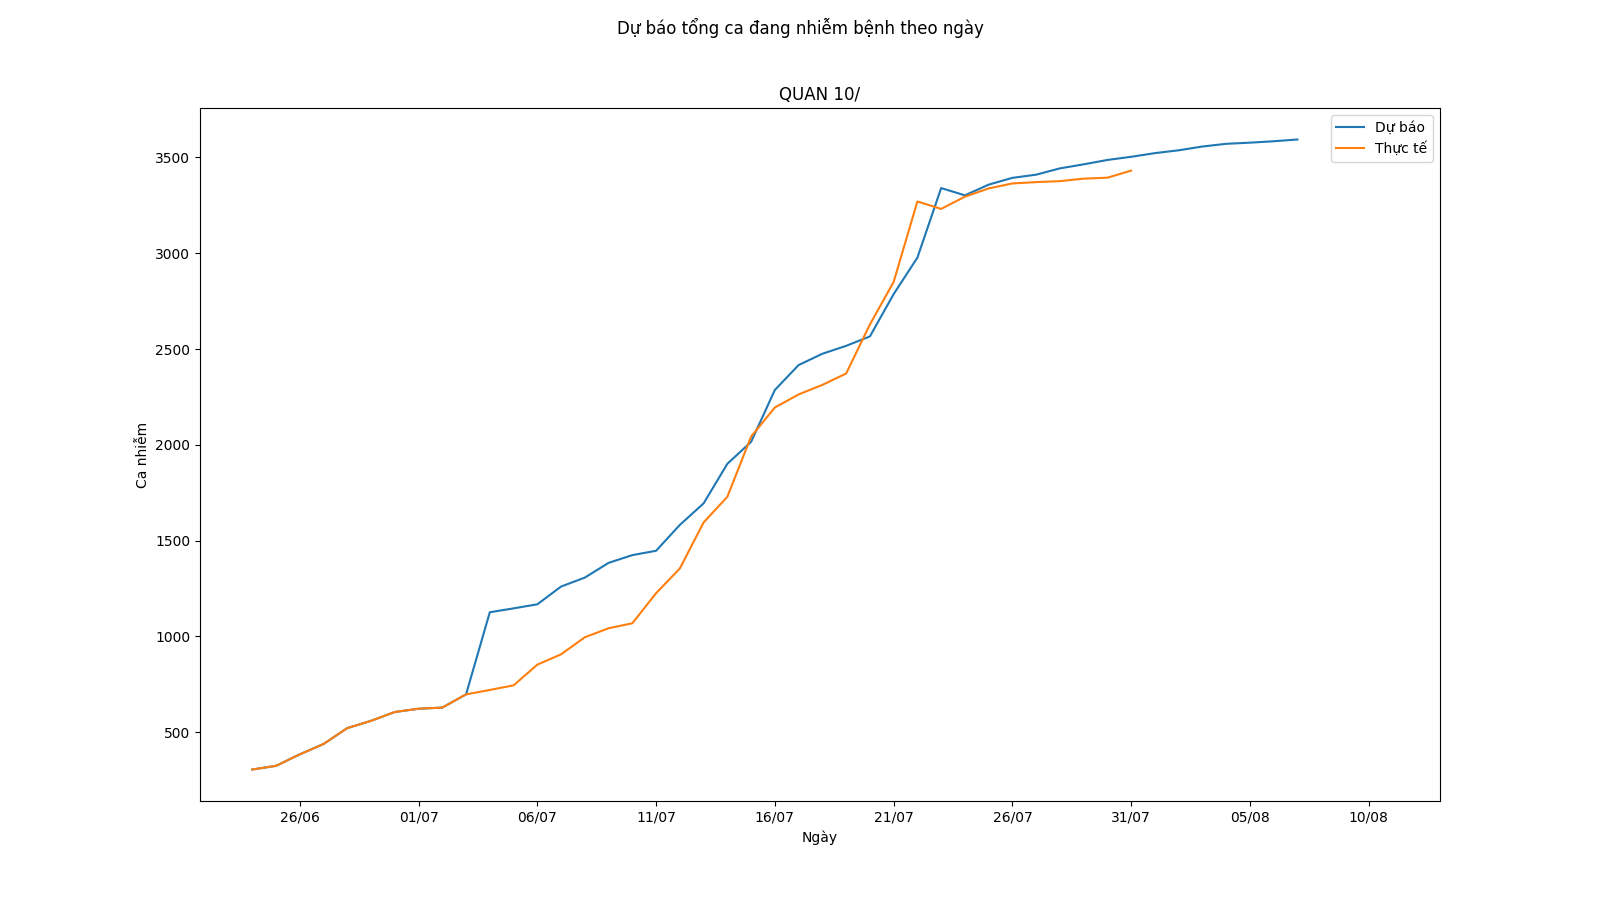 Dự báo tổng ca đang nhiễm bệnh theo ngày
QUAN 10/
Dự báo
Thực tế
3500
3000
2500
2000
1500
1000
500
Ca nhiễm
26/06 01/07 06/07 11/07 16/07 21/07 26/07 31/07 05/08 10/08
Ngày